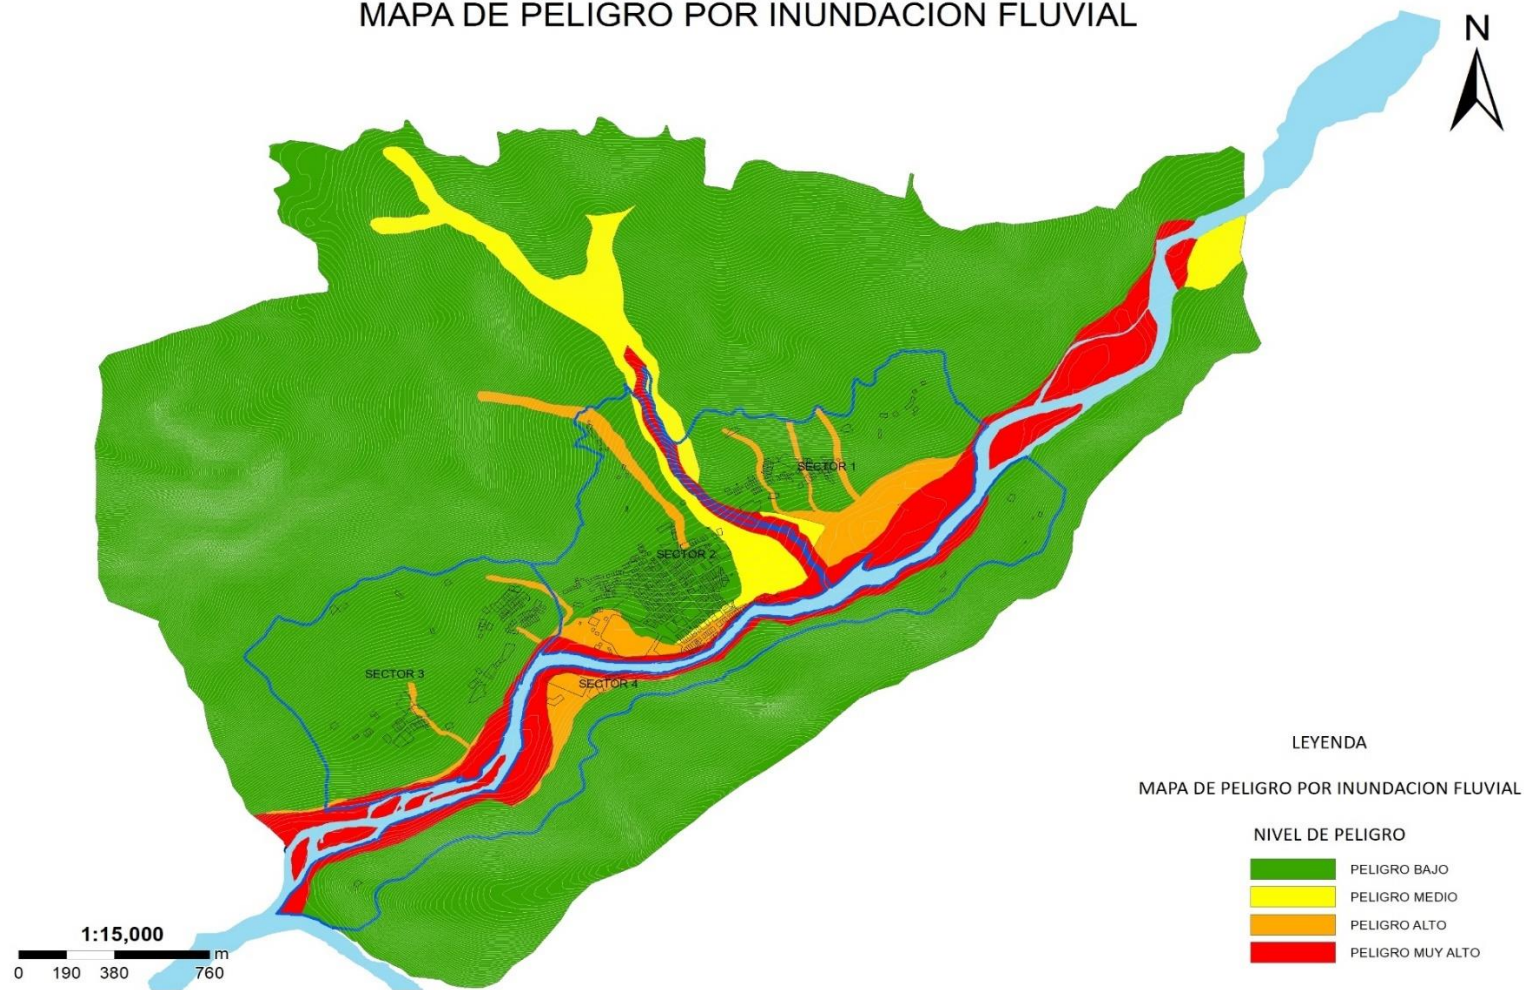 MAPA DE PELIGRO POR INUNDACION FLUVIAL
N
SECTOR 1
SECTOR 2
SECTOR 3
SECTOR 4
LEYENDA
MAPA DE PELIGRO POR INUNDACION FLUVIAL
NIVEL DE PELIGRO
PELIGRO BAJO
PELIGRO MEDIO
PELIGRO ALTO
PELIGRO MUY ALTO
1:15,000
m
0 190 380 760